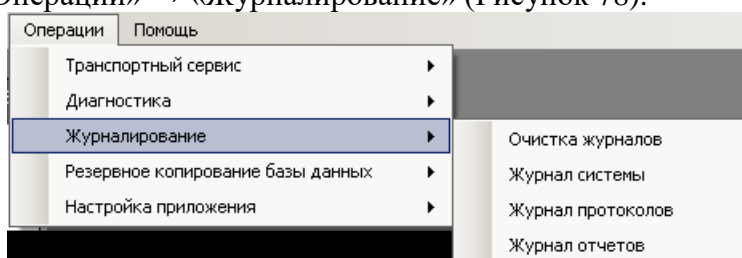 Операции» → «Журналирование» (Рисунок 78).
Операции Помощь
Транспортный сервис
Диагностика
Журналирование
Резервное копирование базы данных
Настройка приложения
Очистка журналов
Журнал системы
Журнал протоколов
Журнал отчетов